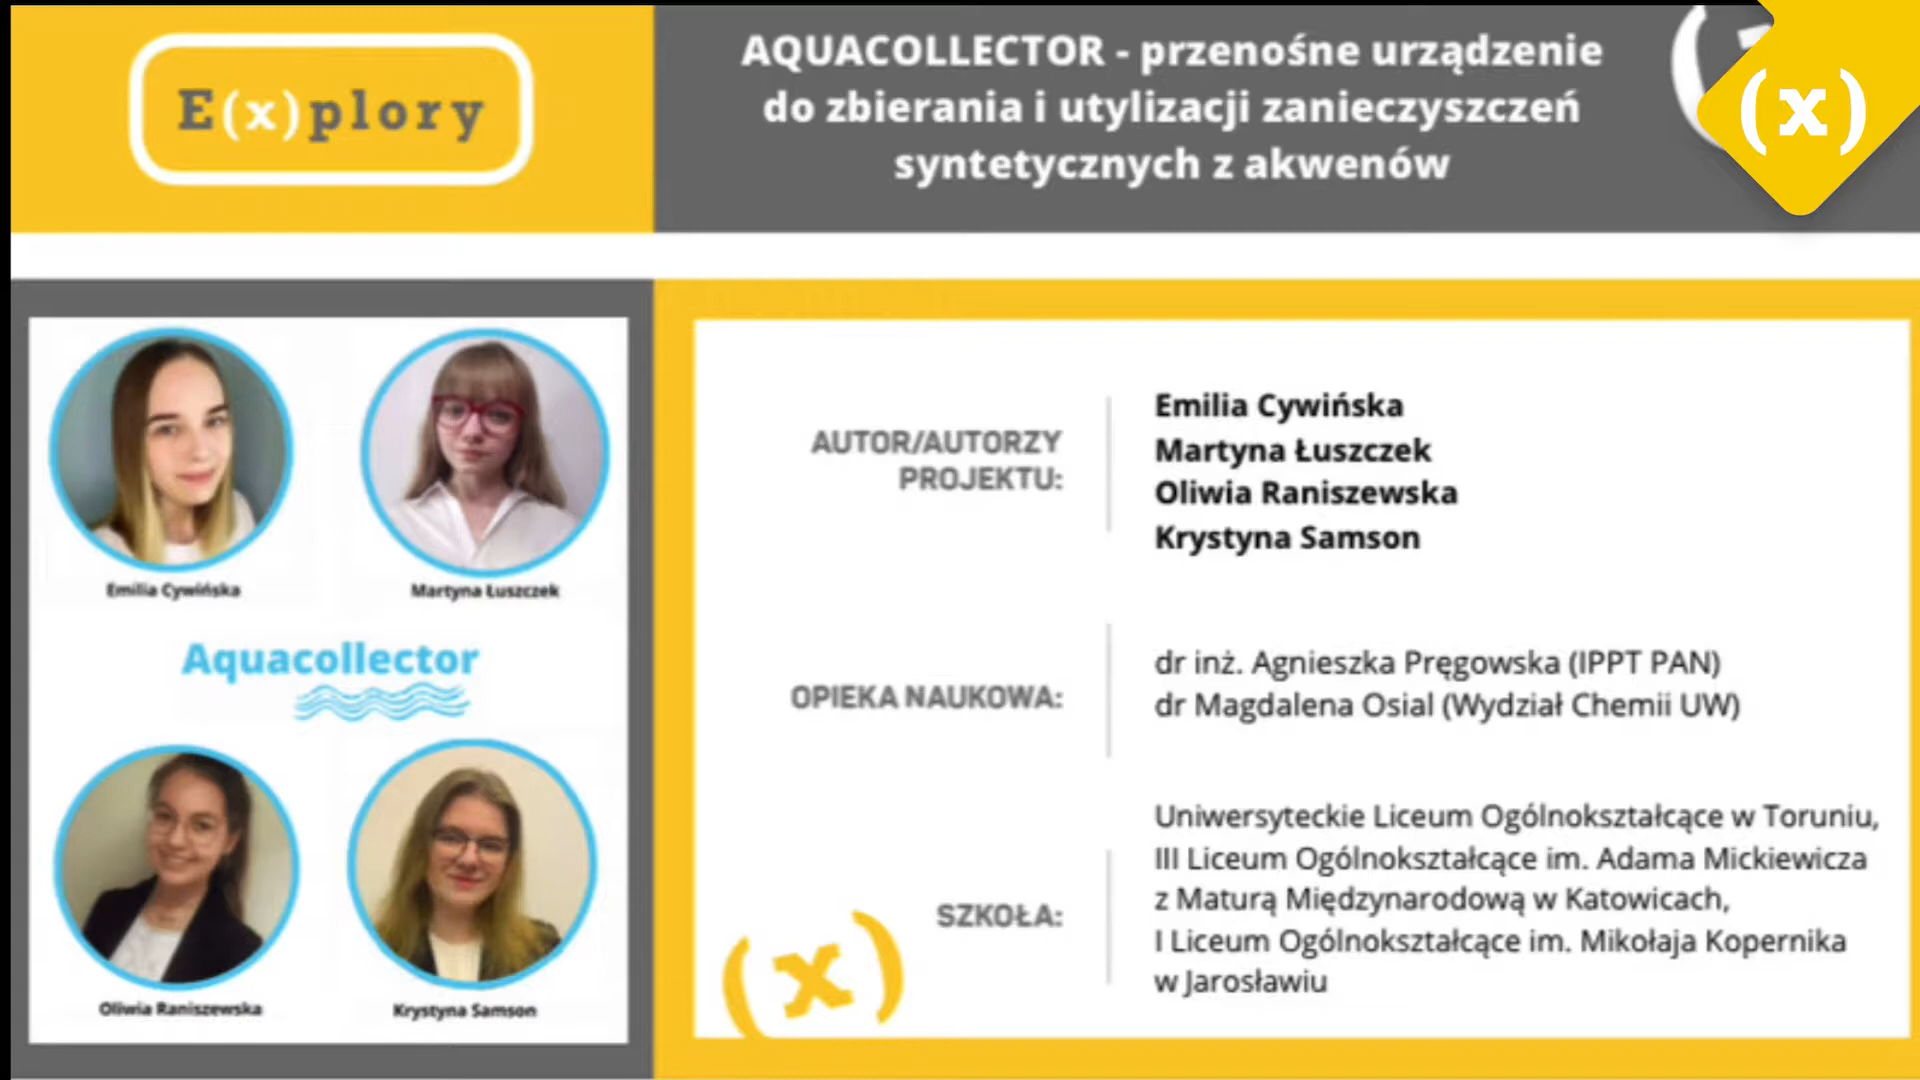 E(x)plory
AQUACOLLECTOR - przenośne urządzenie
do zbierania i utylizacji zanieczyszczeń
syntetycznych z akwenów
(x)
Emilia Cywińska
Martyna Łuszczek
Aquacollector
Oliwia Raniszewska
Krystyna Samson
AUTOR/AUTORZY
PROJEKTU:
Emilia Cywińska
Martyna Łuszczek
Oliwia Raniszewska
Krystyna Samson
OPIEKA NAUKOWA:
dr inż. Agnieszka Pręgowska (IPPT PAN)
dr Magdalena Osial (Wydział Chemii UW)
SZKOŁA:
Uniwersyteckie Liceum Ogólnokształcące w Toruniu,
III Liceum Ogólnokształcące im. Adama Mickiewicza
z Maturą Międzynarodową w Katowicach,
I Liceum Ogólnokształcące im. Mikołaja Kopernika
w Jarosławiu
(x)